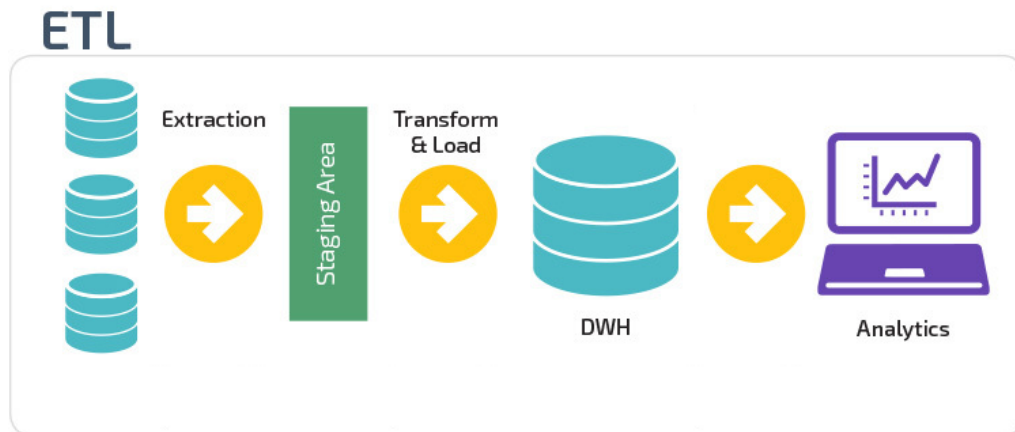 ETL
Extraction
Staging Area
Transform
& Load
DWH
Analytics